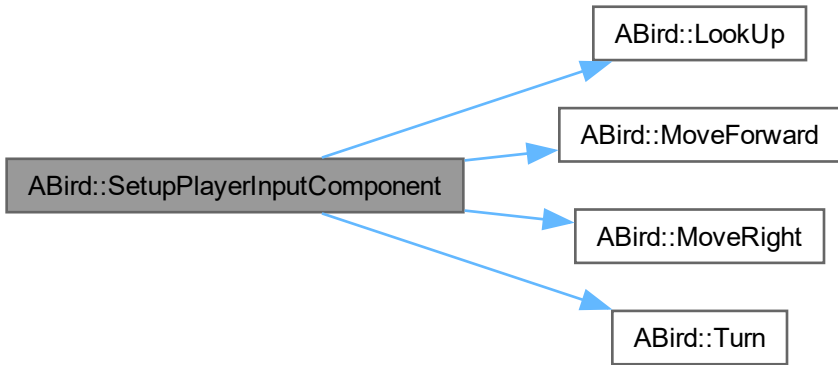 ABird::LookUp
ABird::MoveForward
ABird::SetupPlayerInputComponent
ABird::MoveRight
ABird::Turn